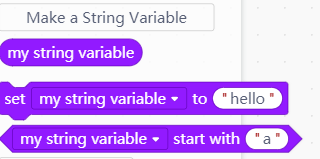 Make a String Variable
my string variable
set my string variable to "hello"
my string variable start with "a"